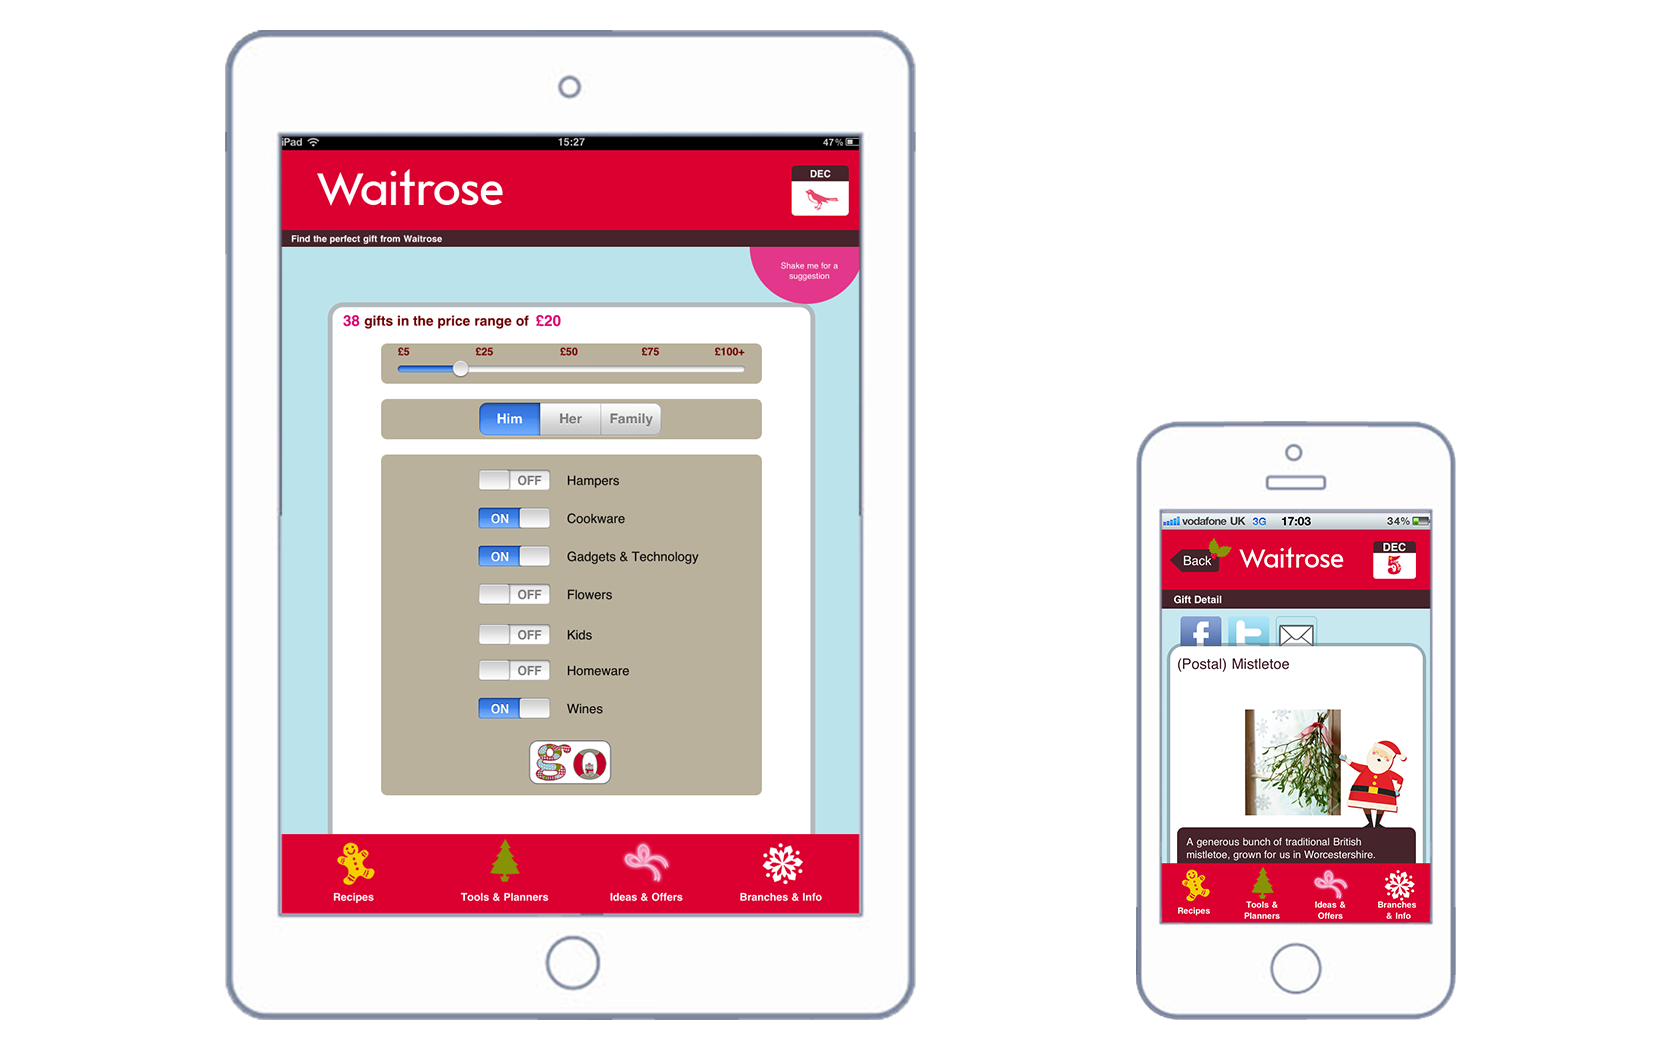 iPad
15:27
47%
Waitrose
DEC
Find the perfect gift from Waitrose
Shake me for a
suggestion
38 gifts in the price range of £20
£5
£25
£50
£75
£100+
Him
Her
Family
OFF
Hampers
ON
Cookware
ON
Gadgets & Technology
OFF
Flowers
OFF
Kids
OFF
Homeware
ON
Wines
go
Recipes
Tools & Planners
Ideas & Offers
Branches & Info
vodafone UK
3G
17:03
34%
Back
Waitrose
DEC
5
Gift Detail
f
t
(Postal) Mistletoe
A generous bunch of traditional British
mistletoe, grown for us in Worcestershire.
Recipes
Tools &
Planners
Ideas &
Offers
Branches
& Info